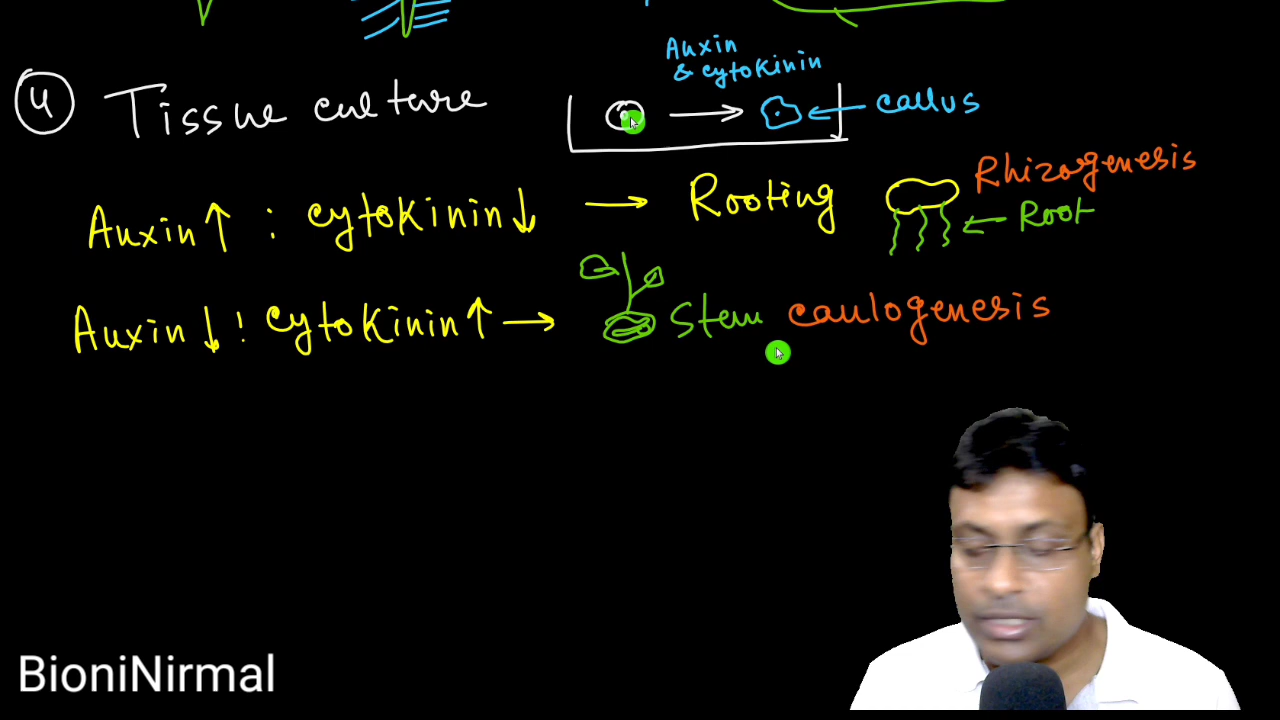 4 Tissue culture
Auxin
& cytokinin
callus
Auxin ↑ : cytokinin ↓ → Rooting
Rhizogenesis
← Root
Auxin ↓ : cytokinin ↑ → Stem caulogenesis
BioniNirmal